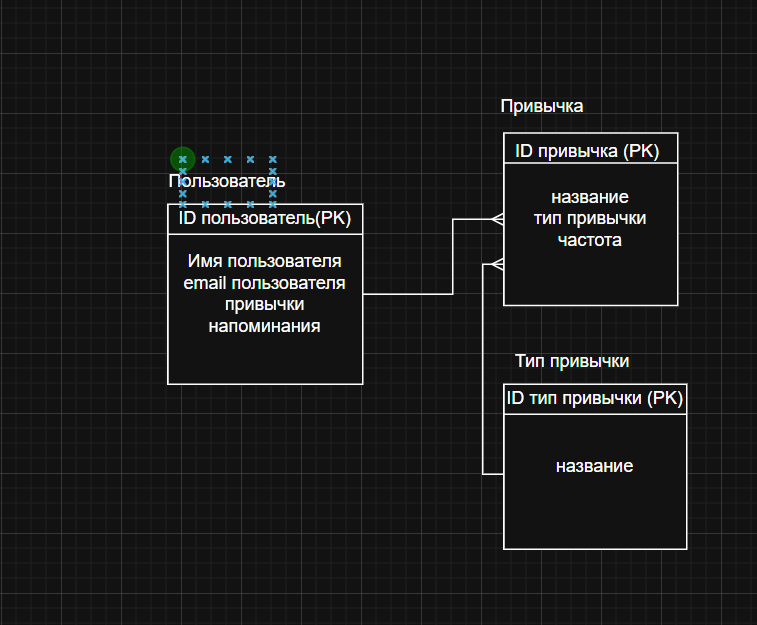 Привычка
ID привычка (PK)
название
тип привычки
частота
Пользователь
ID пользователь(PK)
Имя пользователя
email пользователя
привычки
напоминания
Тип привычки
ID тип привычки (PK)
название